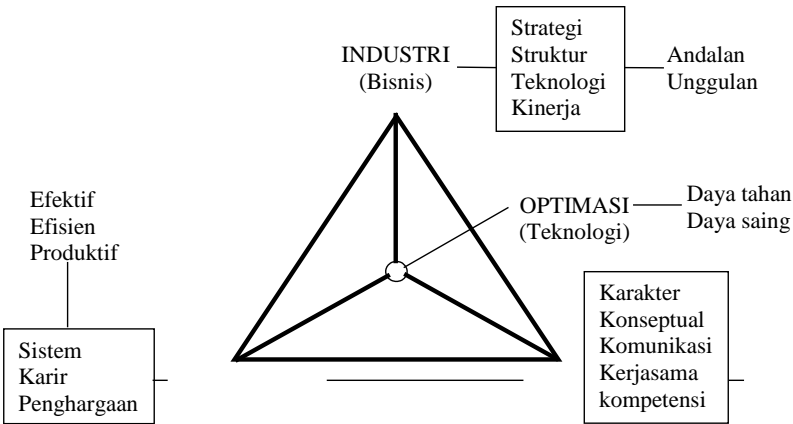 INDUSTRI
(Bisnis)
Strategi
Struktur
Teknologi
Kinerja
Andalan
Unggulan
Efektif
Efisien
Produktif
OPTIMASI
(Teknologi)
Daya tahan
Daya saing
Sistem
Karir
Penghargaan
Karakter
Konseptual
Komunikasi
Kerjasama
kompetensi